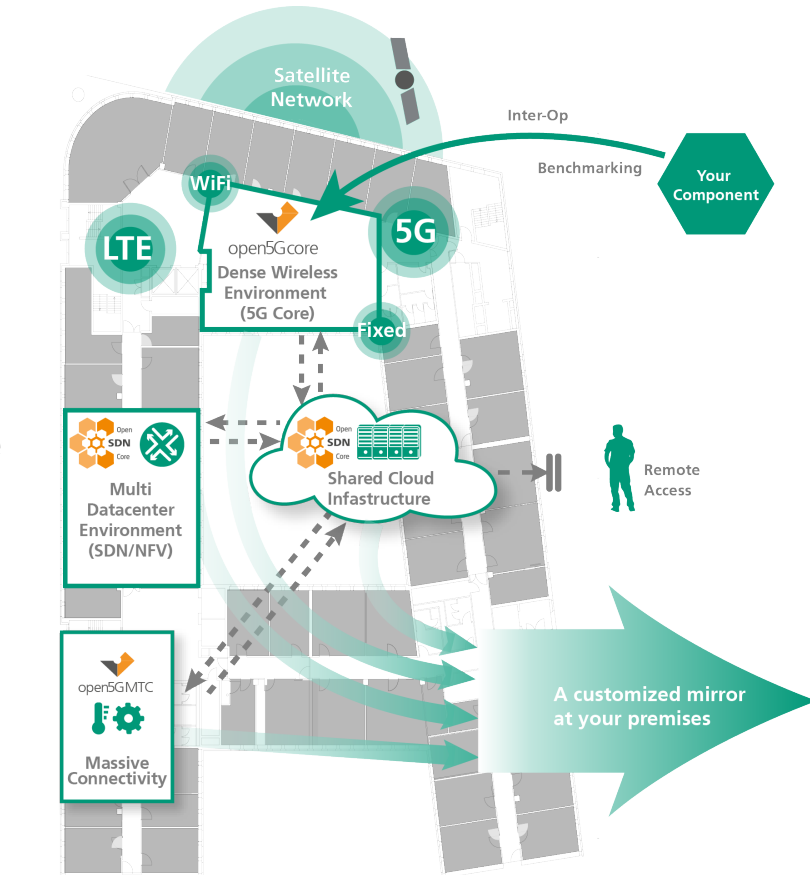 Satellite
Network
Inter-Op
Benchmarking
Your
Component
WiFi
LTE
5G
open5Gcore
Dense Wireless
Environment
(5G Core)
Fixed
Open
SDN
Core
Multi
Datacenter
Environment
(SDN/NFV)
Open
SDN
Core
Shared Cloud
Infastructure
Remote
Access
open5GMTC
Massive
Connectivity
A customized mirror
at your premises